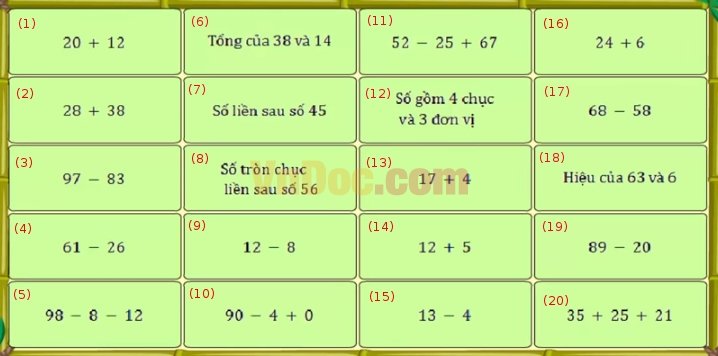 (1) 20 + 12
(6) Tổng của 38 và 14
(11) 52 − 25 + 67
(16) 24 + 6
(2) 28 + 38
(7) Số liền sau số 45
(12) Số gồm 4 chục
và 3 đơn vị
(17) 68 − 58
(3) 97 − 83
(8) Số tròn chục
liền sau số 56
(13) 17 + 4
(18) Hiệu của 63 và 6
VnDoc.com
(4) 61 − 26
(9) 12 − 8
(14) 12 + 5
(19) 89 − 20
(5) 98 − 8 − 12
(10) 90 − 4 + 0
(15) 13 − 4
(20) 35 + 25 + 21